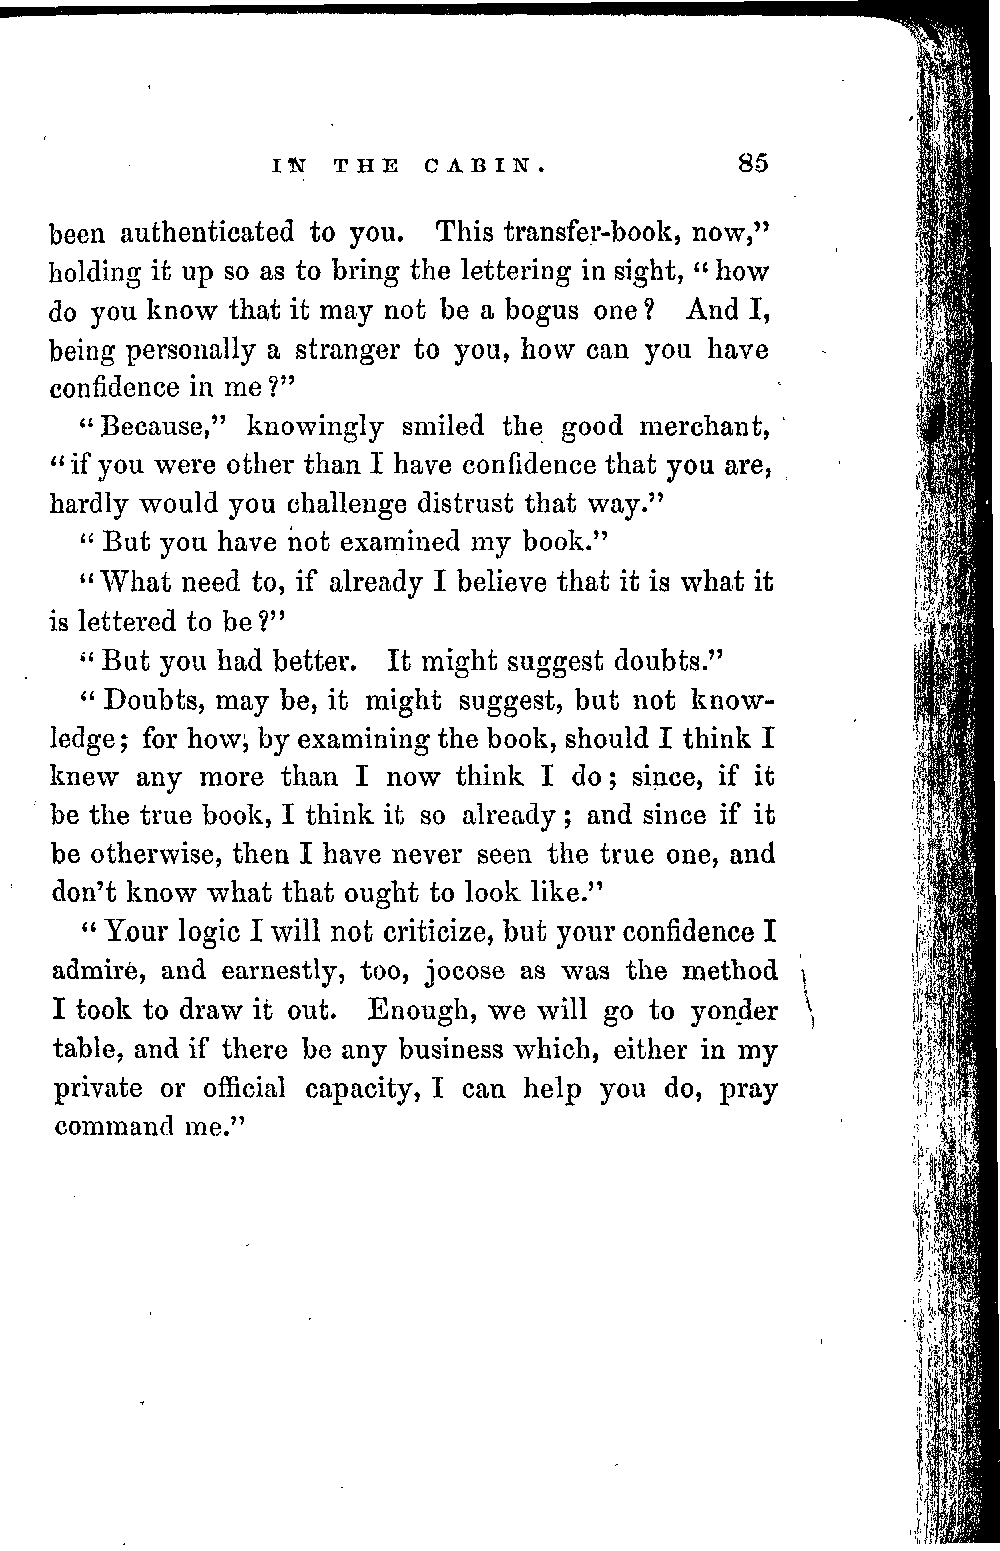 IN THE CABIN. 85
been authenticated to you. This transfer-book, now,”
holding it up so as to bring the lettering in sight, “how
do you know that it may not be a bogus one? And I,
being personally a stranger to you, how can you have
confidence in me?”
“Because,” knowingly smiled the good merchant,
“if you were other than I have confidence that you are,
hardly would you challenge distrust that way.”
“But you have not examined my book.”
“What need to, if already I believe that it is what it
is lettered to be?”
“But you had better. It might suggest doubts.”
“Doubts, may be, it might suggest, but not know-
ledge; for how, by examining the book, should I think I
knew any more than I now think I do; since, if it
be the true book, I think it so already; and since if it
be otherwise, then I have never seen the true one, and
don’t know what that ought to look like.”
“Your logic I will not criticize, but your confidence I
admire, and earnestly, too, jocose as was the method
I took to draw it out. Enough, we will go to yonder
table, and if there be any business which, either in my
private or official capacity, I can help you do, pray
command me.”